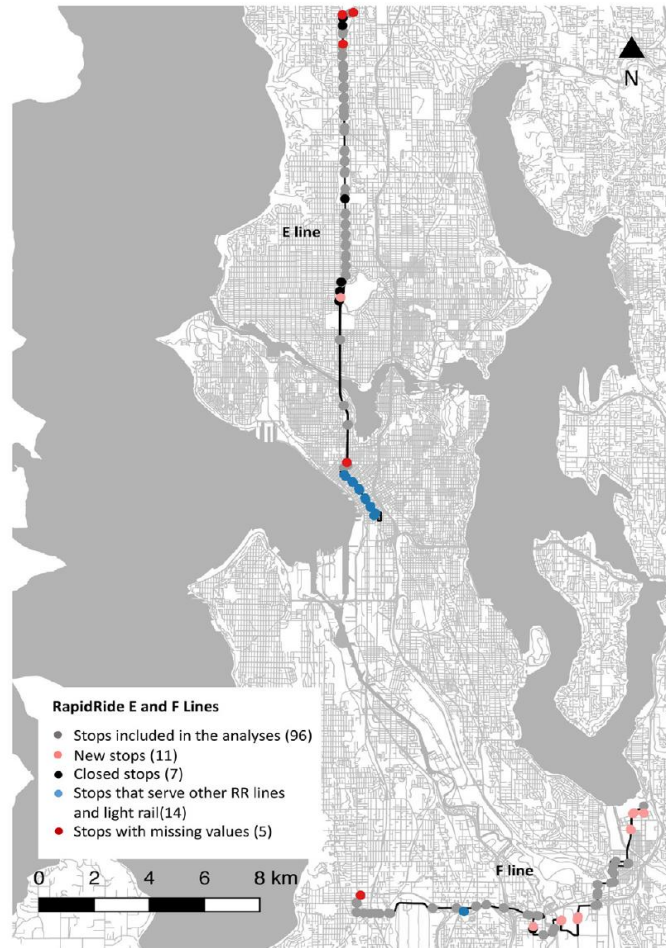 N
E line
RapidRide E and F Lines
Stops included in the analyses (96)
New stops (11)
Closed stops (7)
Stops that serve other RR lines
and light rail(14)
Stops with missing values (5)
0 2 4 6 8 km
F line